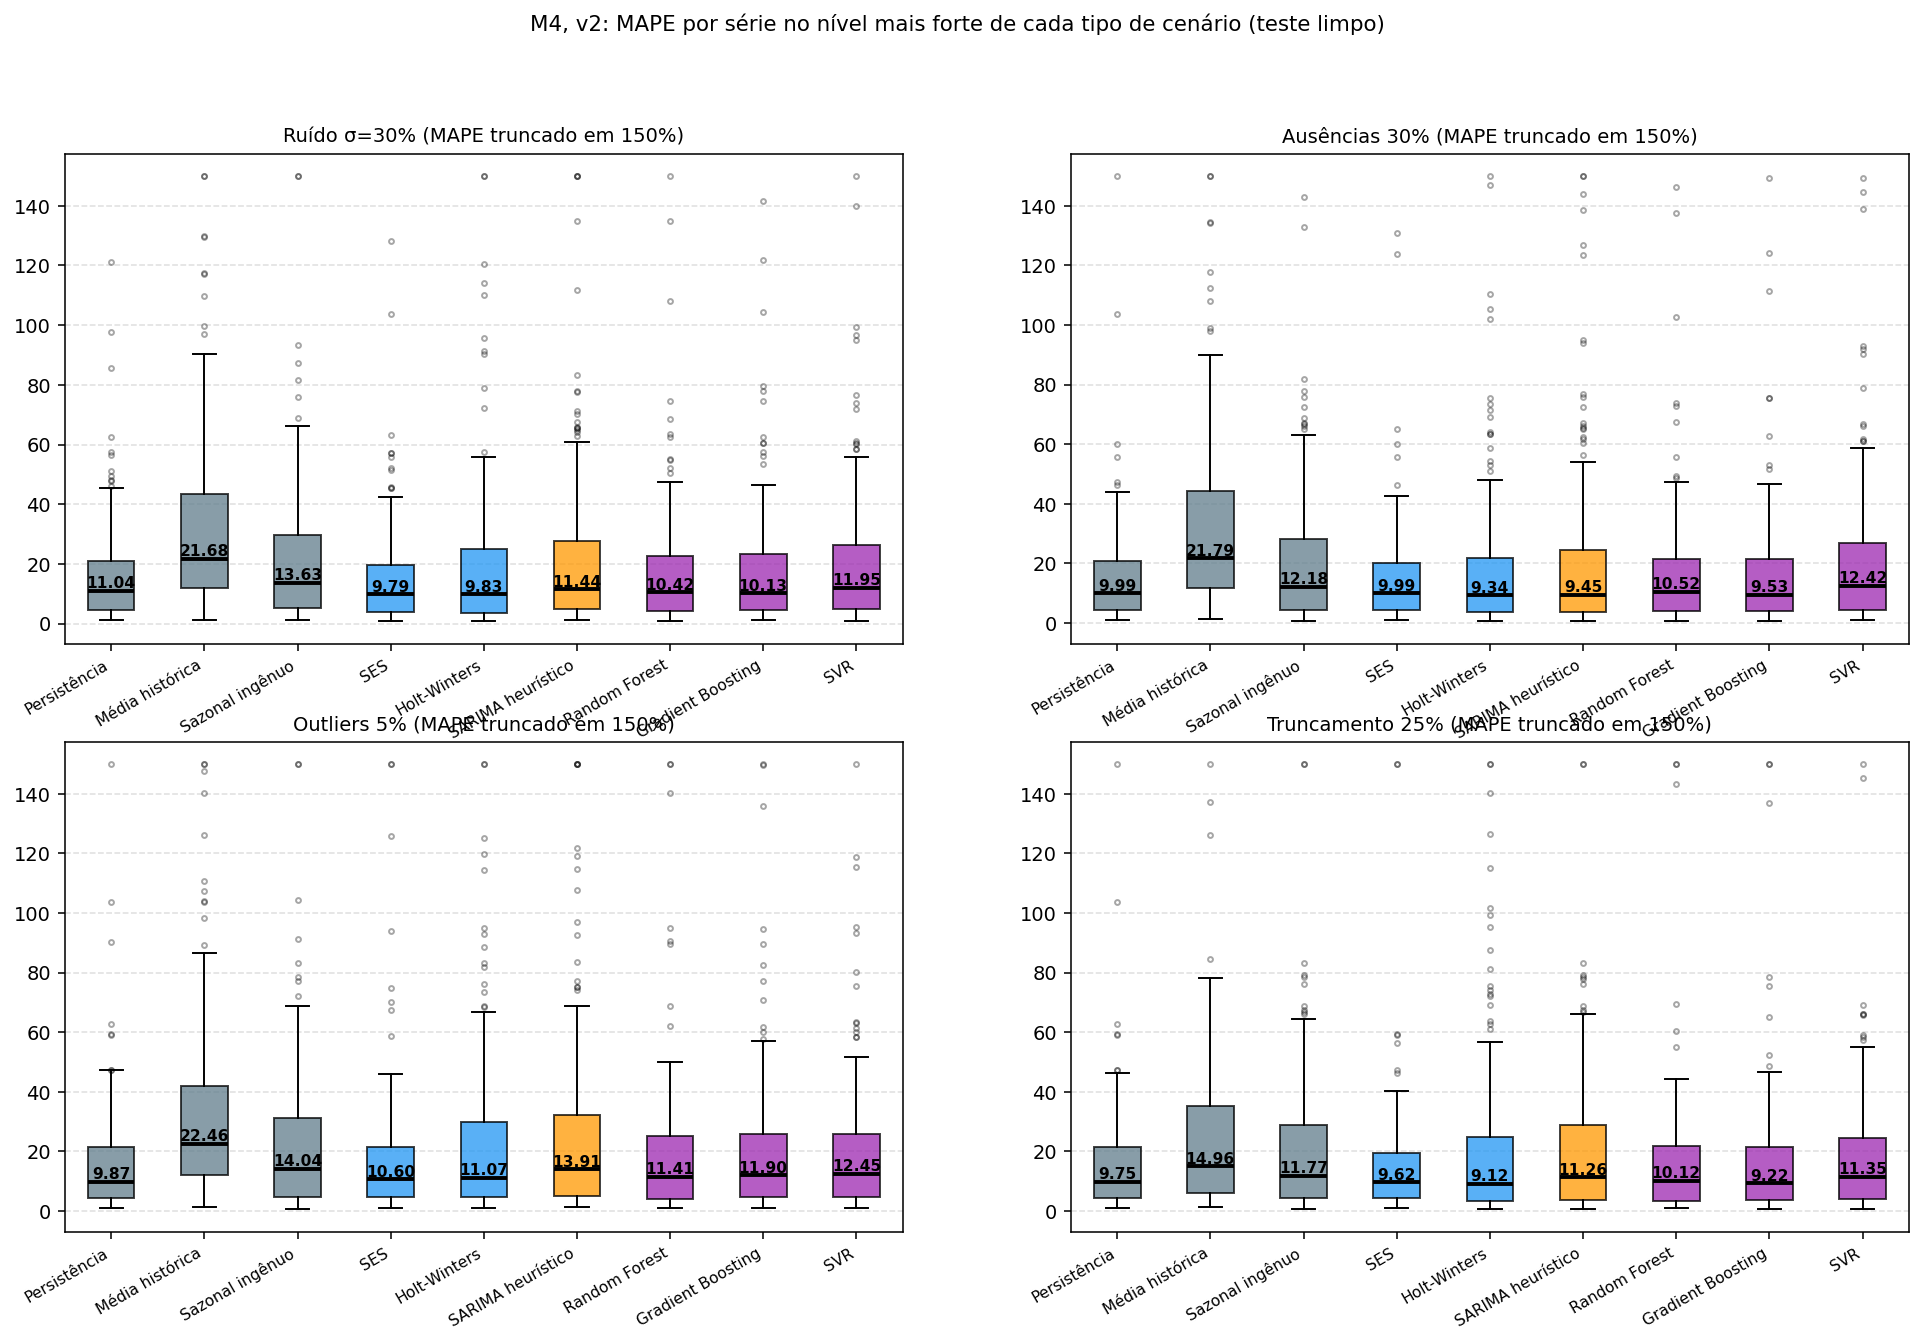 M4, v2: MAPE por série no nível mais forte de cada tipo de cenário (teste limpo)
Ruído σ=30% (MAPE truncado em 150%)
140
120
100
80
60
40
20
0
11.04 21.68 13.63 9.79 9.83 11.44 10.42 10.13 11.95
Persistência Média histórica Sazonal ingênuo SES Holt-Winters SARIMA heurístico Random Forest Gradient Boosting SVR
Ausências 30% (MAPE truncado em 150%)
140
120
100
80
60
40
20
0
9.99 21.79 12.18 9.99 9.34 9.45 10.52 9.53 12.42
Persistência Média histórica Sazonal ingênuo SES Holt-Winters SARIMA heurístico Random Forest Gradient Boosting SVR
Outliers 5% (MAPE truncado em 150%)
140
120
100
80
60
40
20
0
9.87 22.46 14.04 10.60 11.07 13.91 11.41 11.90 12.45
Persistência Média histórica Sazonal ingênuo SES Holt-Winters SARIMA heurístico Random Forest Gradient Boosting SVR
Truncamento 25% (MAPE truncado em 150%)
140
120
100
80
60
40
20
0
9.75 14.96 11.77 9.62 9.12 11.26 10.12 9.22 11.35
Persistência Média histórica Sazonal ingênuo SES Holt-Winters SARIMA heurístico Random Forest Gradient Boosting SVR